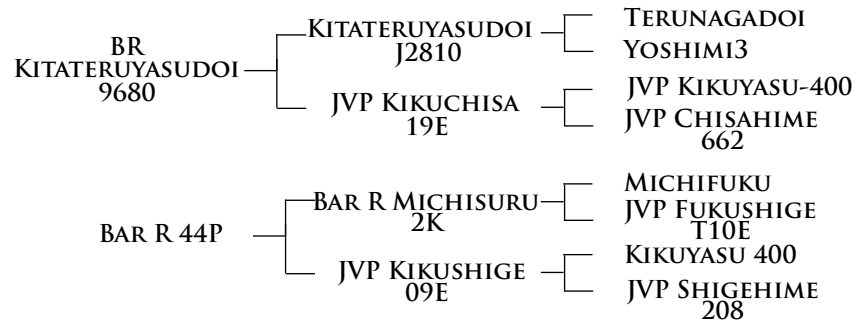 BR
Kitateruyasudoi
9680
Kitateruyasudoi
J2810
Terunagadoi
Yoshimi3
JVP Kikuchisa
19E
JVP Kikuyasu-400
JVP Chisahime
662
Bar R 44P
Bar R Michisuru
2K
Michifuku
JVP Fukushige
T10E
JVP Kikushige
09E
Kikuyasu 400
JVP Shigehime
208